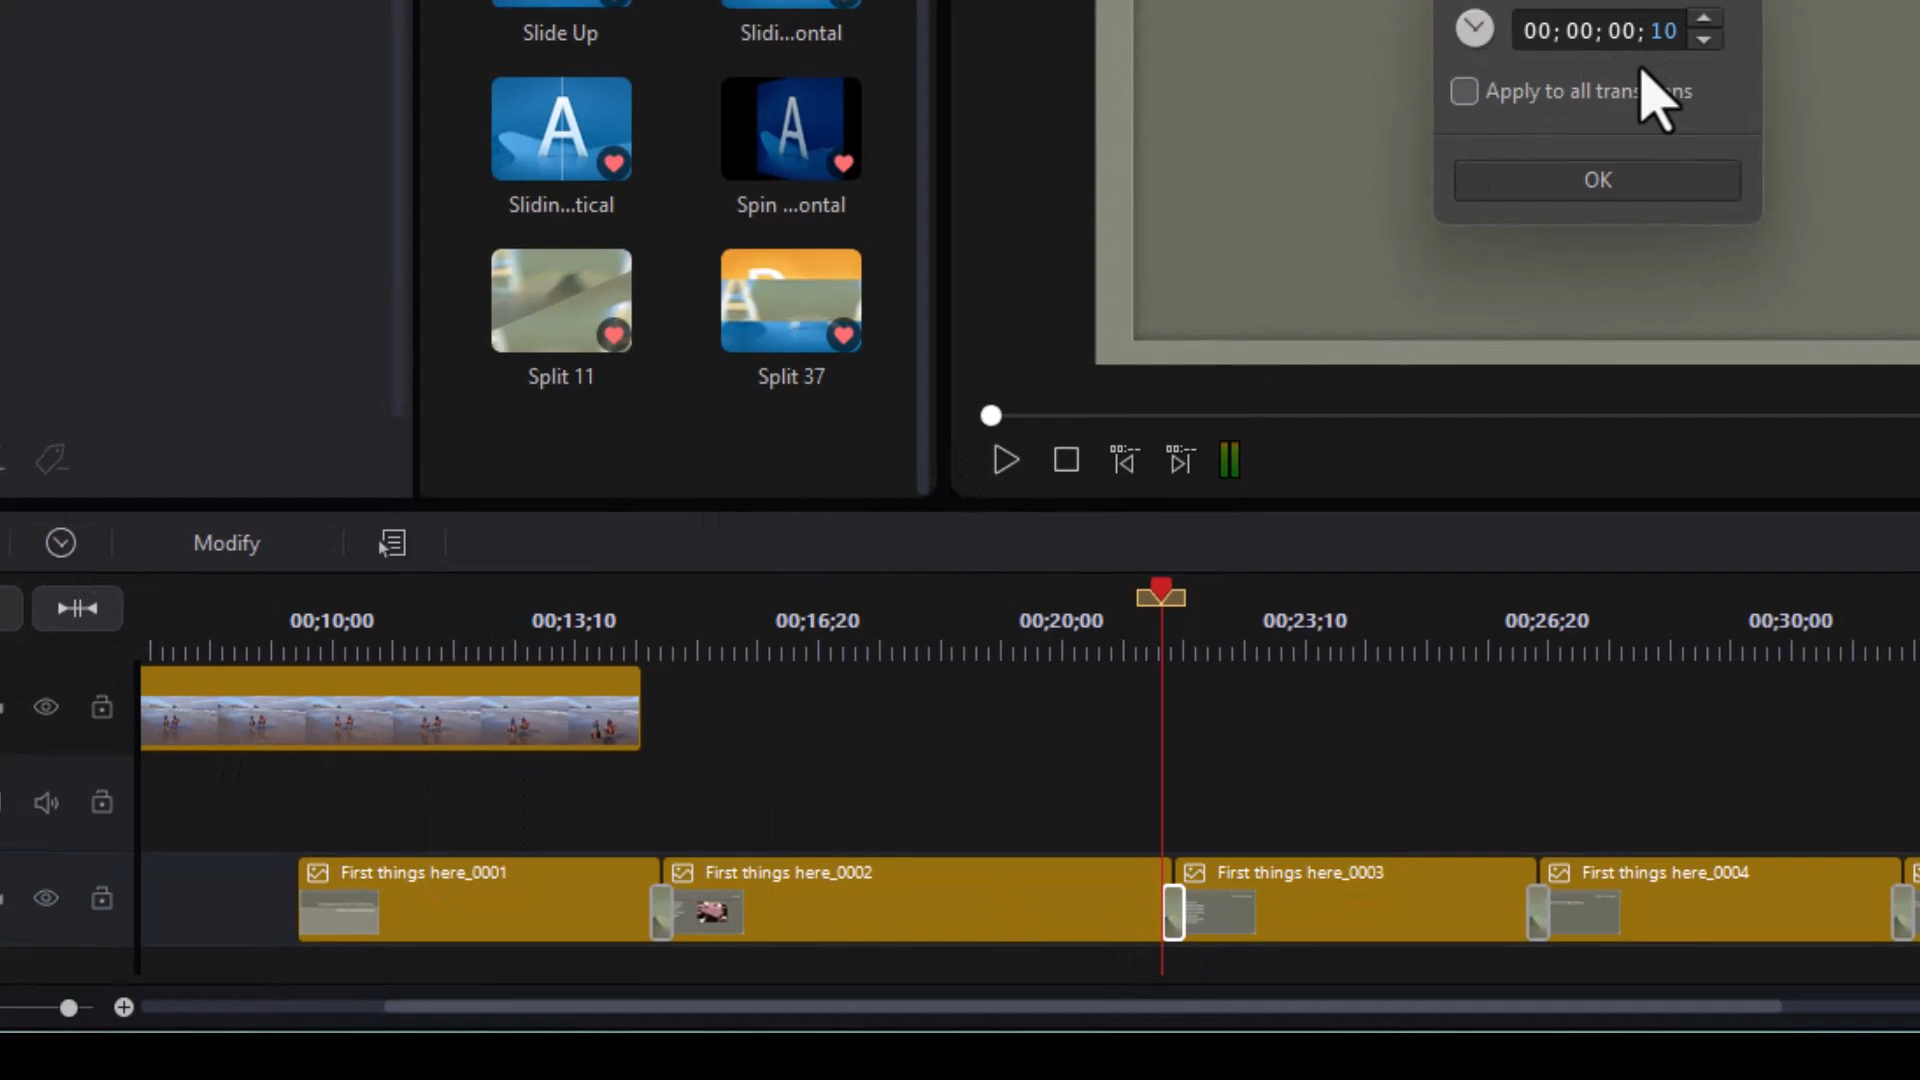 Slide Up
Slidi...ontal
00; 00; 00; 10
Apply to all trans ns
OK
Slidin...tical
Spin ...ontal
Split 11
Split 37
Modify
00;10;00
00;13;10
00;16;20
00;20;00
00;23;10
00;26;20
00;30;00
First things here_0001
First things here_0002
First things here_0003
First things here_0004